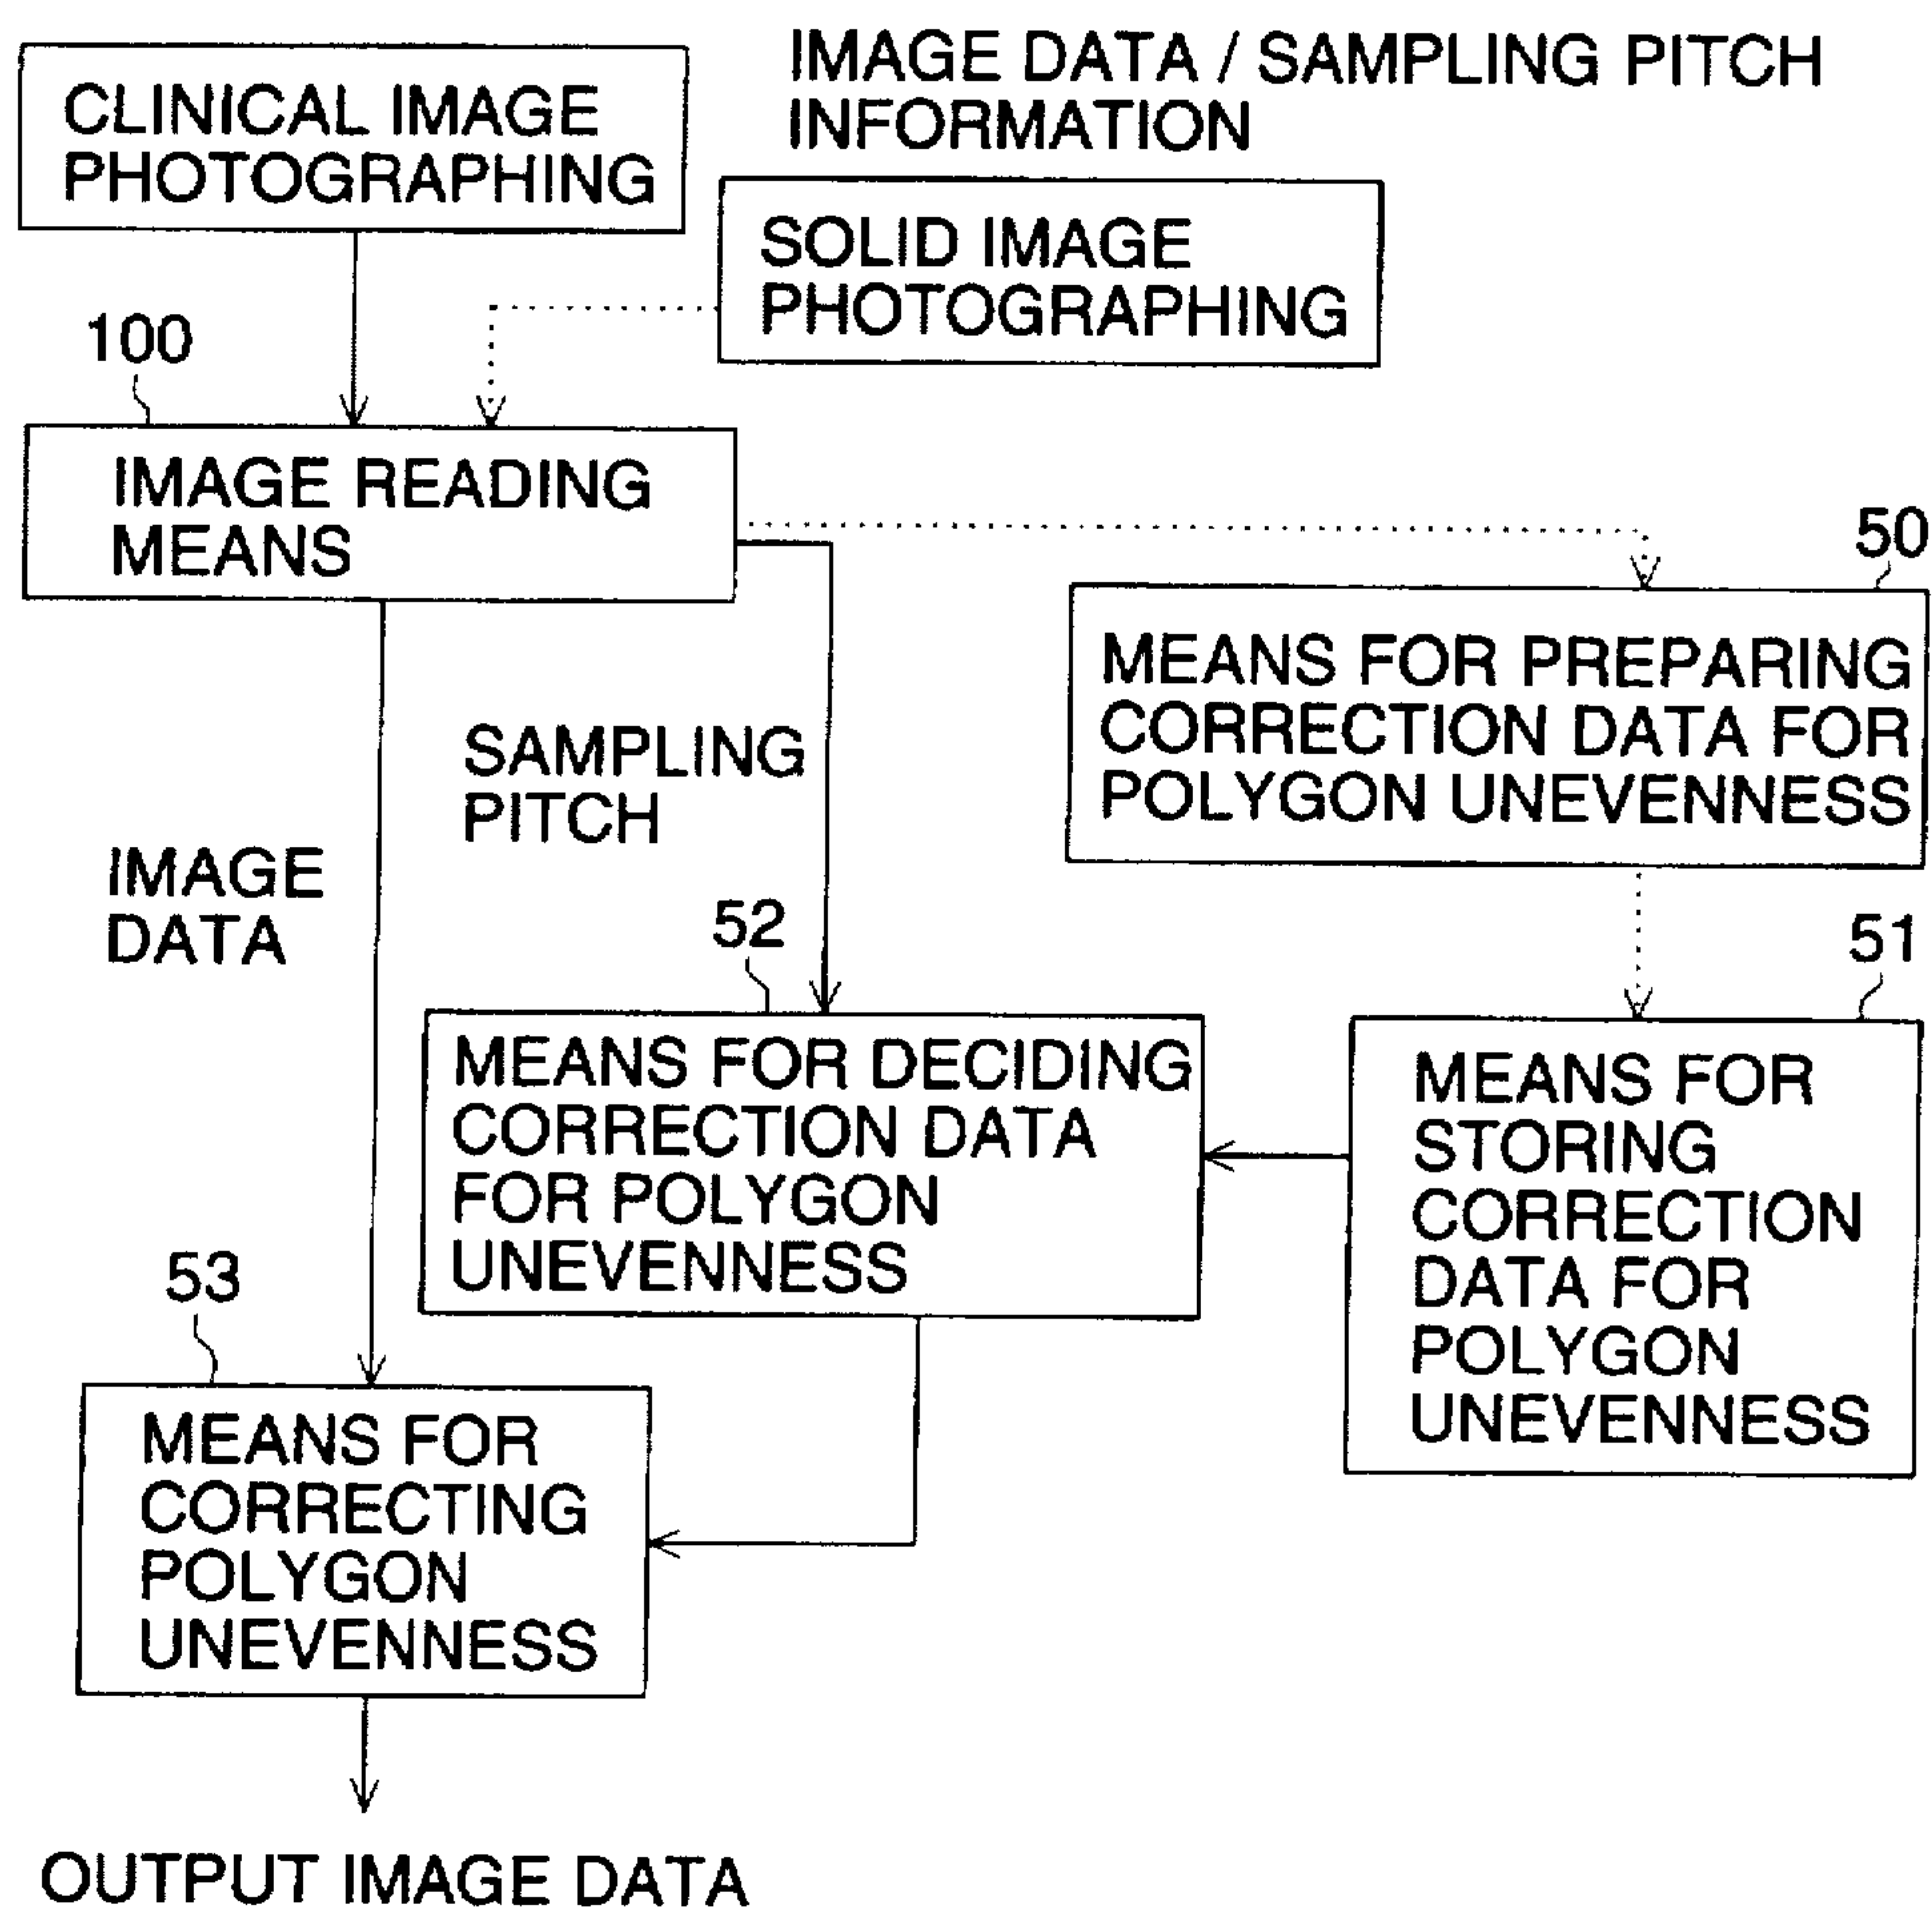 IMAGE DATA / SAMPLING PITCH
INFORMATION
CLINICAL IMAGE
PHOTOGRAPHING
SOLID IMAGE
PHOTOGRAPHING
100
IMAGE READING
MEANS
50
MEANS FOR PREPARING
CORRECTION DATA FOR
POLYGON UNEVENNESS
SAMPLING
PITCH
IMAGE
DATA
52
51
MEANS FOR DECIDING
CORRECTION DATA
FOR POLYGON
UNEVENNESS
MEANS FOR
STORING
CORRECTION
DATA FOR
POLYGON
UNEVENNESS
53
MEANS FOR
CORRECTING
POLYGON
UNEVENNESS
OUTPUT IMAGE DATA